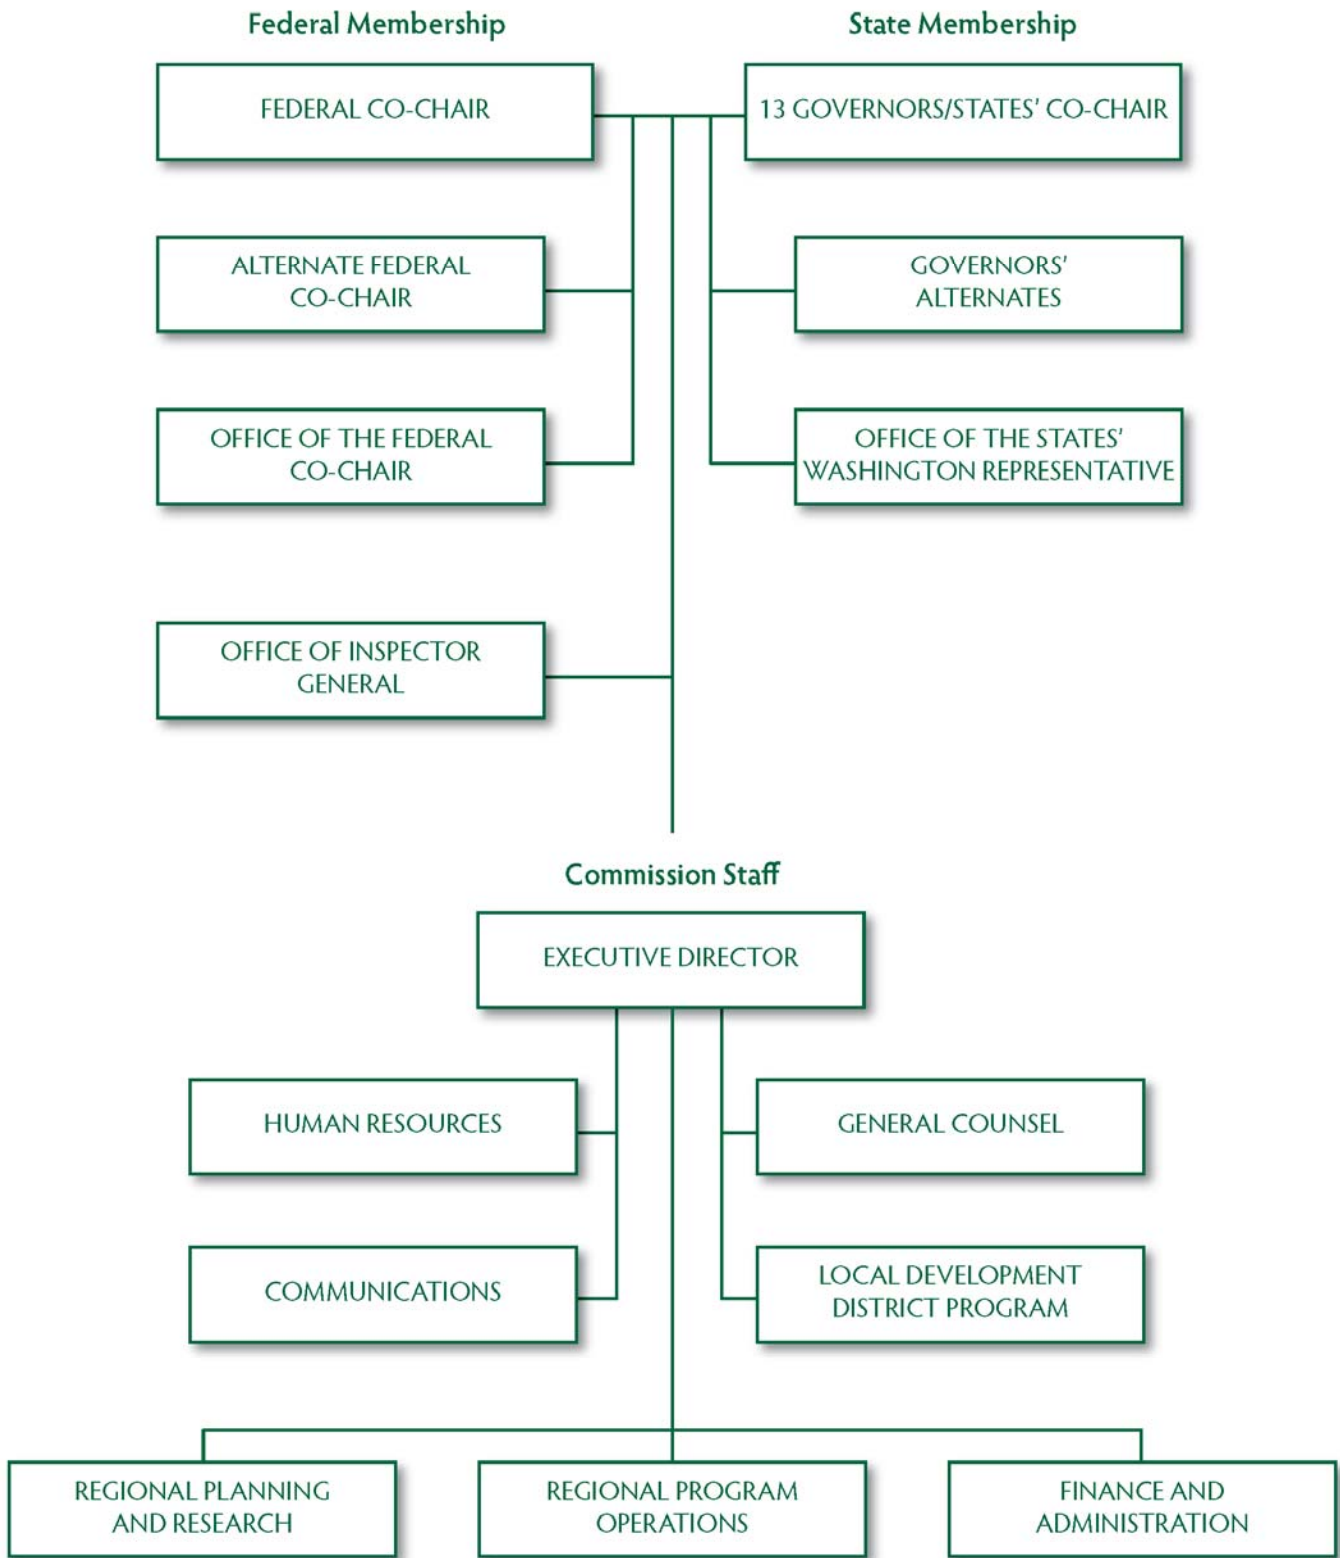 Federal Membership
State Membership
FEDERAL CO-CHAIR
13 GOVERNORS/STATES’ CO-CHAIR
ALTERNATE FEDERAL
CO-CHAIR
GOVERNORS’
ALTERNATES
OFFICE OF THE FEDERAL
CO-CHAIR
OFFICE OF THE STATES’
WASHINGTON REPRESENTATIVE
OFFICE OF INSPECTOR
GENERAL
Commission Staff
EXECUTIVE DIRECTOR
HUMAN RESOURCES
GENERAL COUNSEL
COMMUNICATIONS
LOCAL DEVELOPMENT
DISTRICT PROGRAM
REGIONAL PLANNING
AND RESEARCH
REGIONAL PROGRAM
OPERATIONS
FINANCE AND
ADMINISTRATION